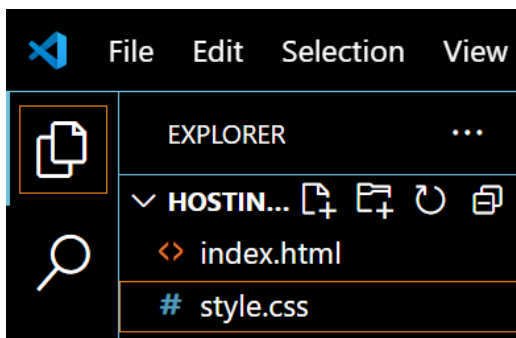 File Edit Selection View
EXPLORER ...
HOSTIN...
<> index.html
# style.css